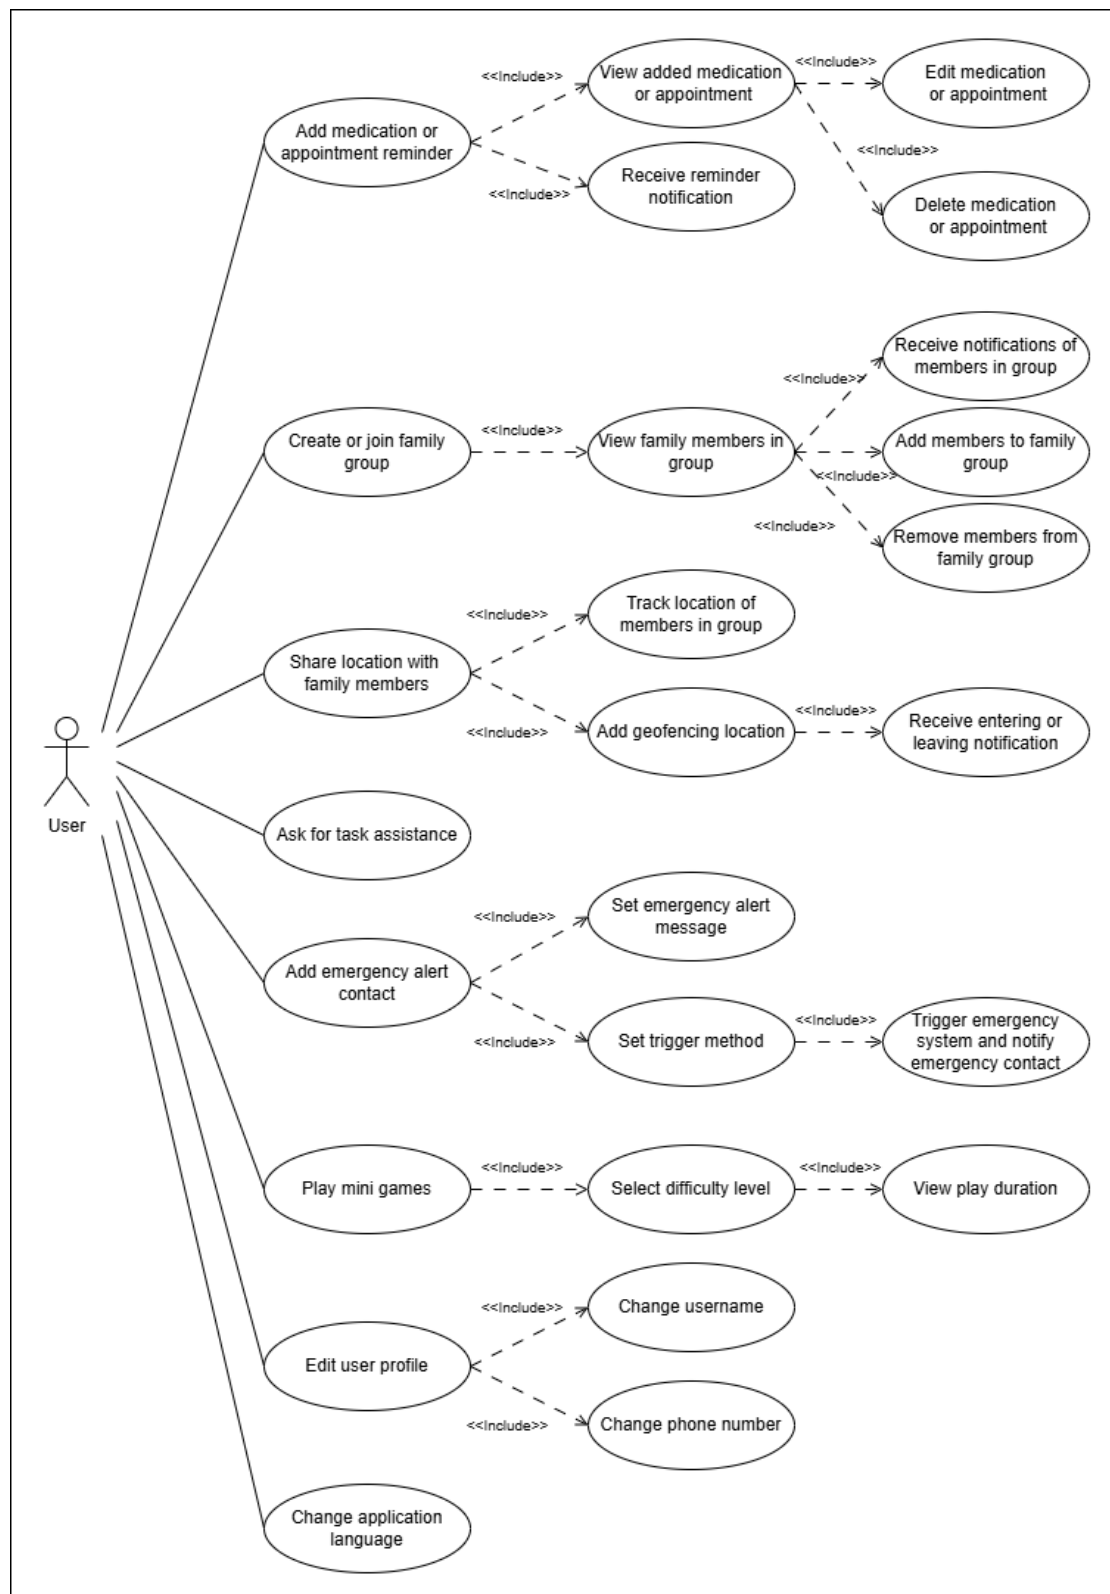 <<Include>>
View added medication
or appointment
<<Include>>
Edit medication
or appointment
Add medication or
appointment reminder
<<Include>>
Receive reminder
notification
<<Include>>
Delete medication
or appointment
Receive notifications of
members in group
<<Include>>
Create or join family
group
<<Include>>
View family members in
group
Add members to family
group
<<Include>>
<<Include>>
Remove members from
family group
<<Include>>
Track location of
members in group
Share location with
family members
<<Include>>
Add geofencing location
<<Include>>
Receive entering or
leaving notification
User
Ask for task assistance
<<Include>>
Set emergency alert
message
Add emergency alert
contact
<<Include>>
Set trigger method
<<Include>>
Trigger emergency
system and notify
emergency contact
Play mini games
<<Include>>
Select difficulty level
<<Include>>
View play duration
<<Include>>
Change username
Edit user profile
<<Include>>
Change phone number
Change application
language